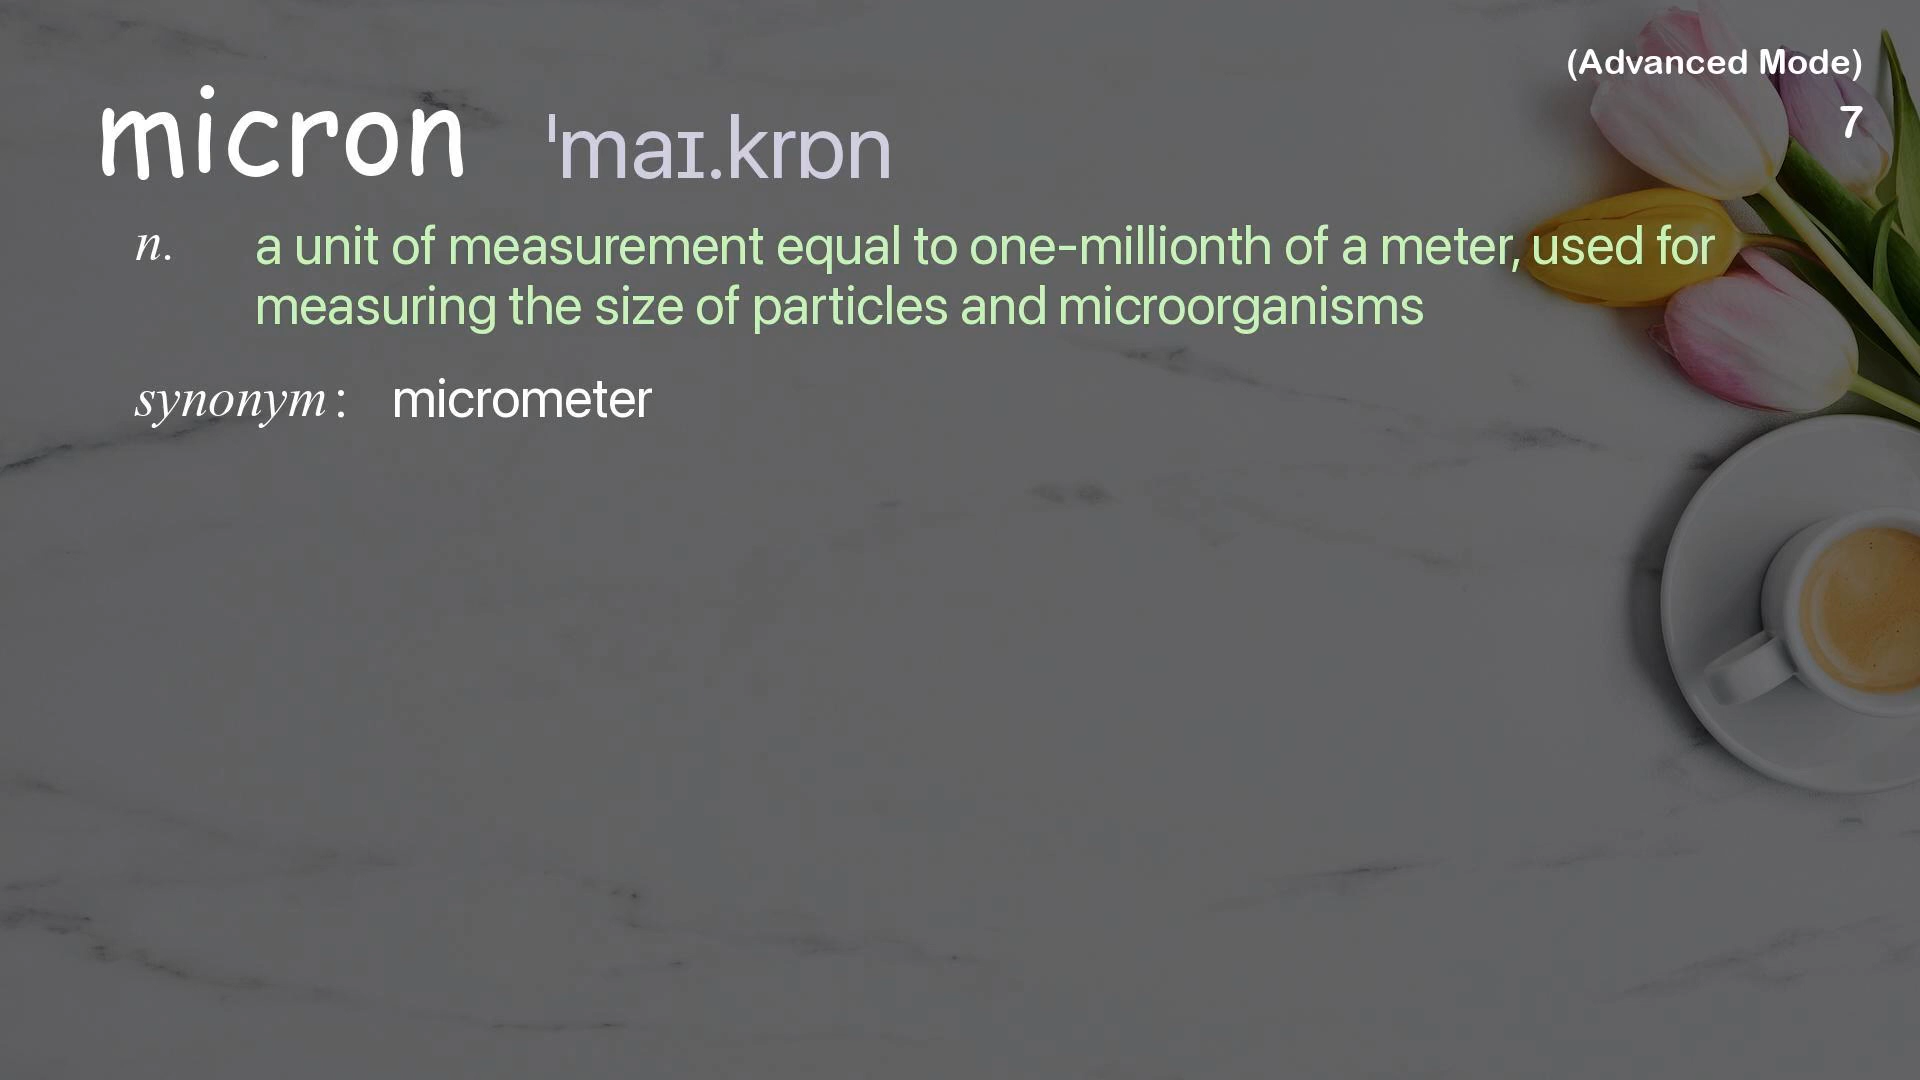 (Advanced Mode)
7
micron ˈmaɪ.krɒn
n. a unit of measurement equal to one-millionth of a meter, used for
measuring the size of particles and microorganisms
synonym: micrometer